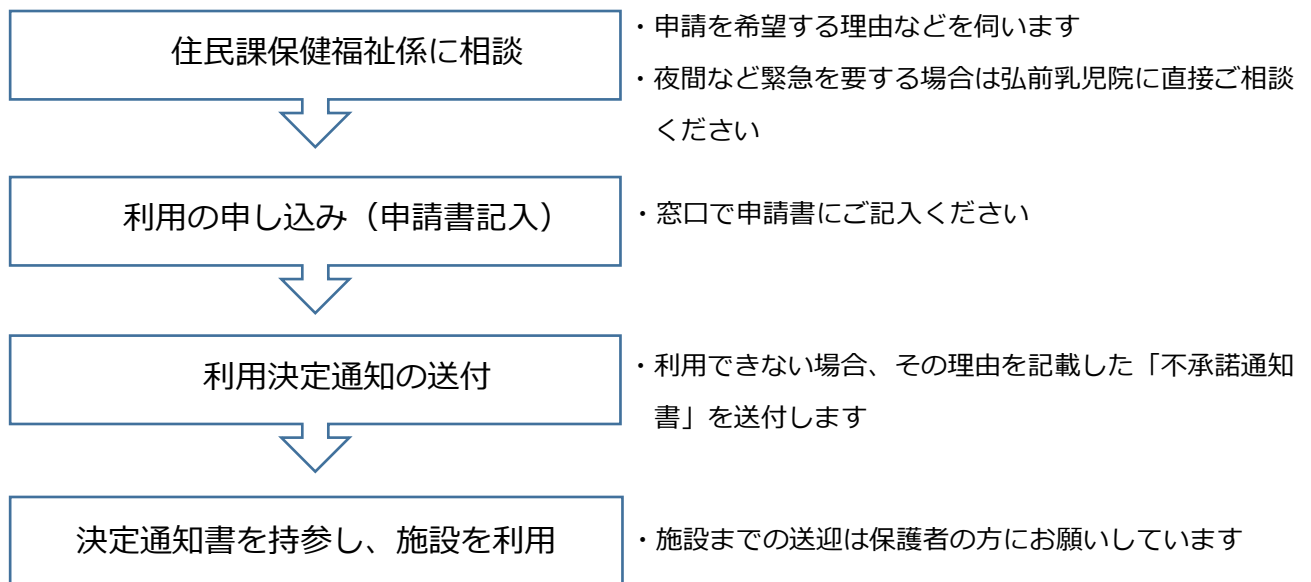 住民課保健福祉係に相談
・申請を希望する理由などを伺います
・夜間など緊急を要する場合は弘前乳児院に直接ご相談
ください
利用の申し込み（申請書記入）
・窓口で申請書にご記入ください
利用決定通知の送付
・利用できない場合、その理由を記載した「不承諾通知
書」を送付します
決定通知書を持参し、施設を利用
・施設までの送迎は保護者の方にお願いしています